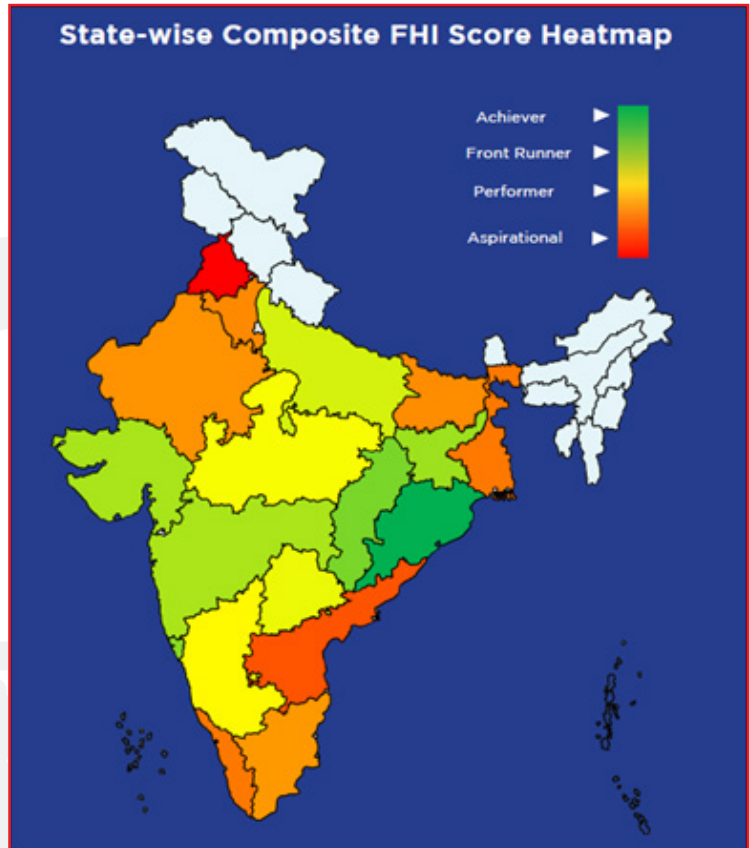 State-wise Composite FHI Score Heatmap
Achiever
Front Runner
Performer
Aspirational